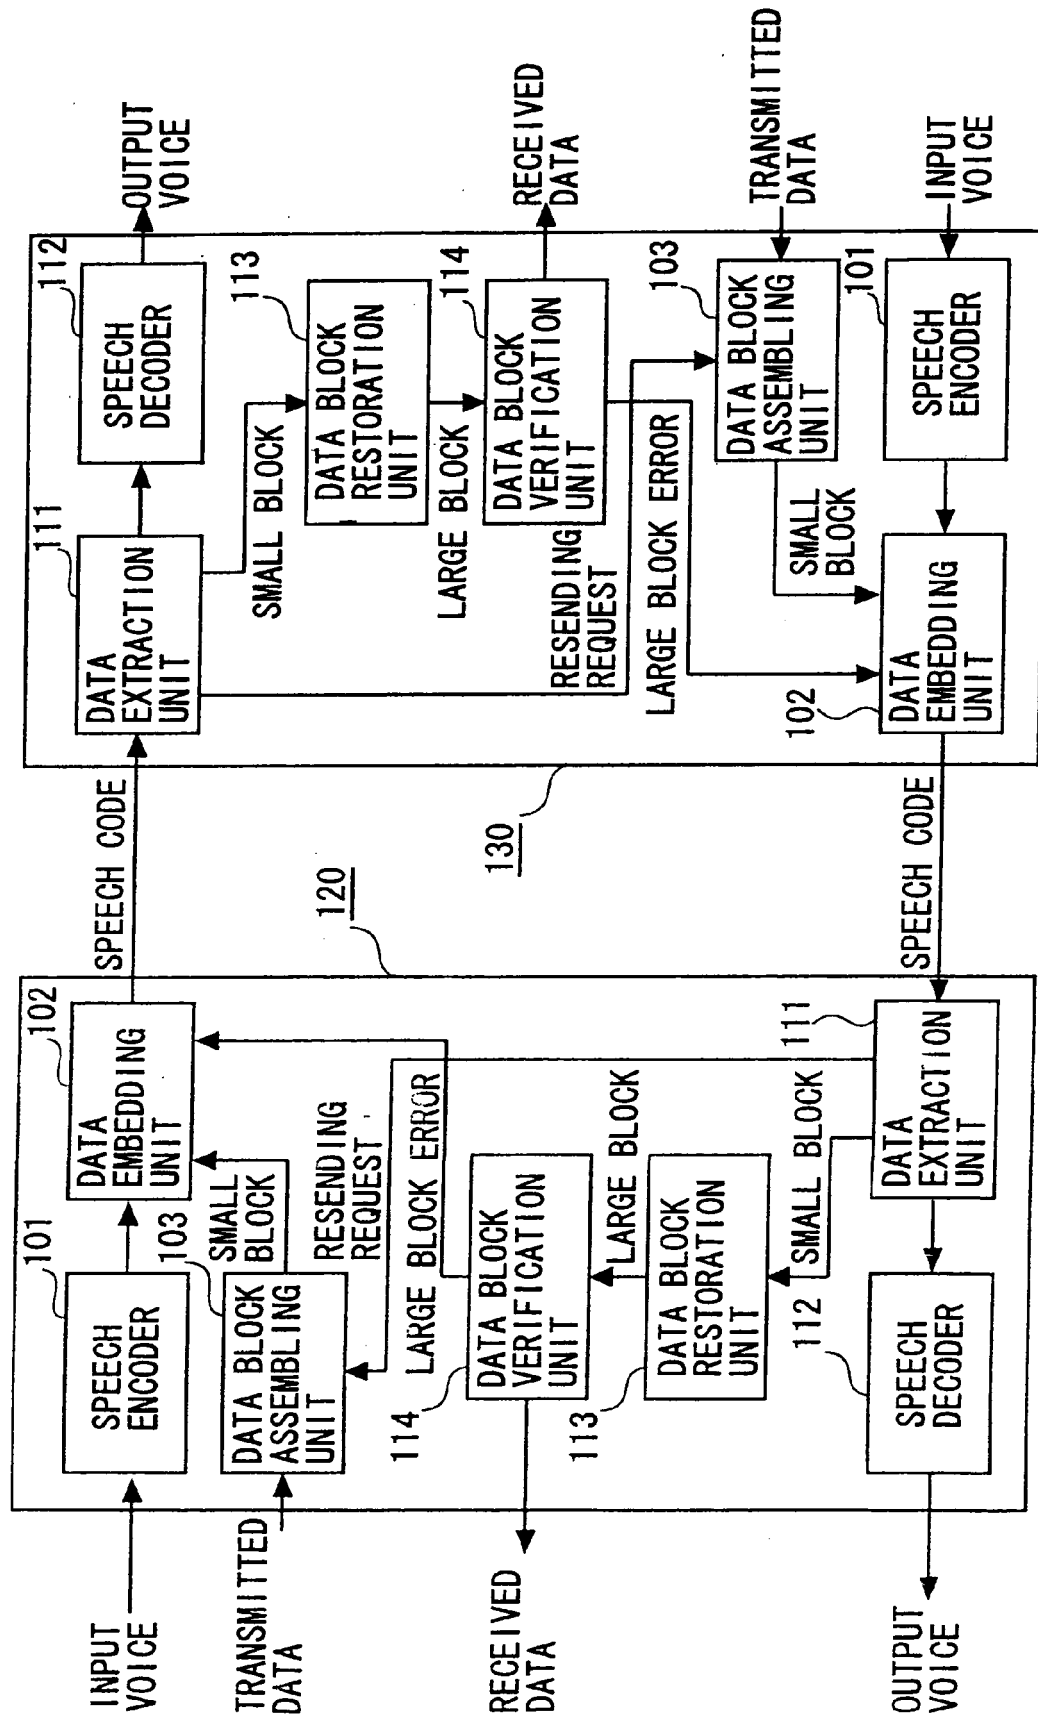 INPUT
VOICE
101
SPEECH
ENCODER
102
DATA
EMBEDDING
UNIT
SPEECH CODE
TRANSMITTED
DATA
103
DATA BLOCK
ASSEMBLING
UNIT
SMALL
BLOCK
RESENDING
REQUEST
LARGE BLOCK ERROR
RECEIVED
DATA
114
DATA BLOCK
VERIFICATION
UNIT
LARGE BLOCK
113
DATA BLOCK
RESTORATION
UNIT
SMALL BLOCK
OUTPUT
VOICE
112
SPEECH
DECODER
111
DATA
EXTRACTION
UNIT
SPEECH CODE
120
130
111
DATA
EXTRACTION
UNIT
112
SPEECH
DECODER
OUTPUT
VOICE
SMALL BLOCK
113
DATA BLOCK
RESTORATION
UNIT
LARGE BLOCK
114
DATA BLOCK
VERIFICATION
UNIT
RECEIVED
DATA
RESENDING
REQUEST
LARGE BLOCK ERROR
103
DATA BLOCK
ASSEMBLING
UNIT
TRANSMITTED
DATA
SMALL
BLOCK
102
DATA
EMBEDDING
UNIT
101
SPEECH
ENCODER
INPUT
VOICE